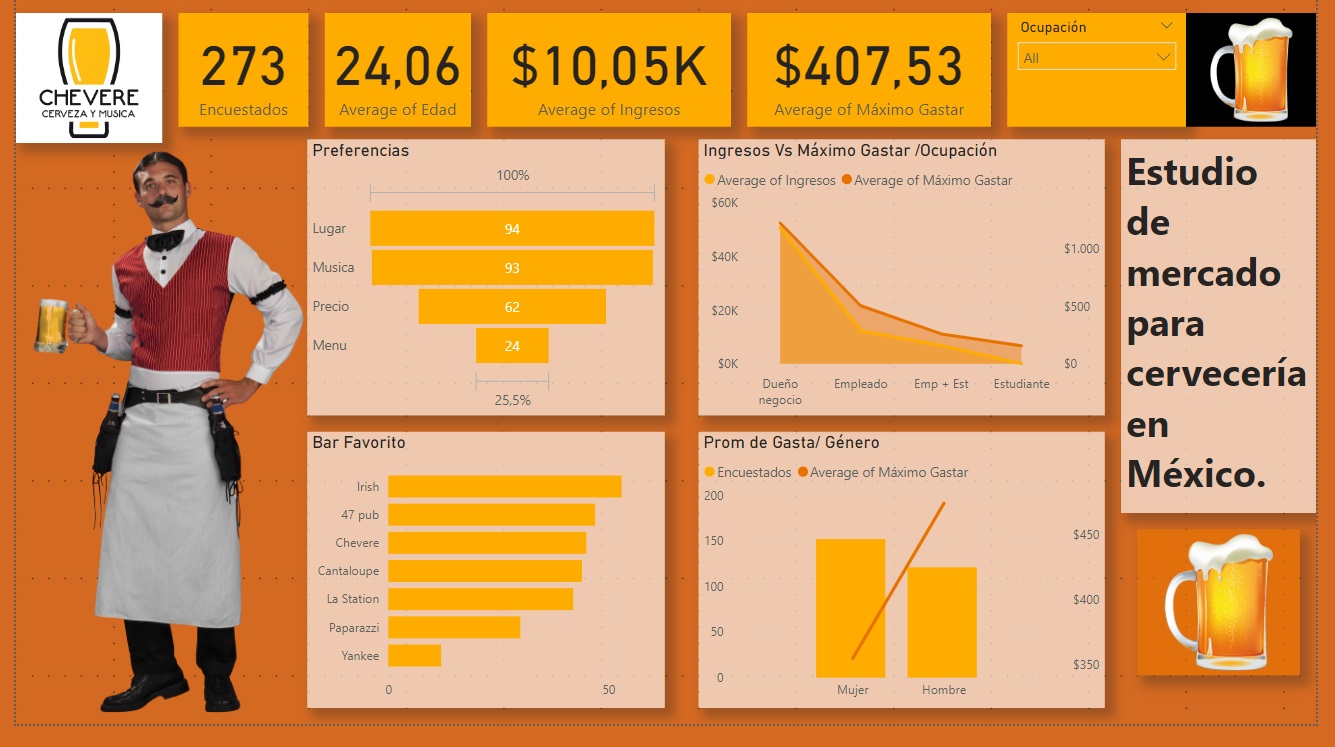 CHEVERE
CERVEZA Y MUSICA
273
Encuestados
24,06
Average of Edad
$10,05K
Average of Ingresos
$407,53
Average of Máximo Gastar
Ocupación
All
Preferencias
100%
Lugar 94
Musica 93
Precio 62
Menu 24
25,5%
Ingresos Vs Máximo Gastar /Ocupación
Average of Ingresos Average of Máximo Gastar
$60K
$40K
$20K
$0K
$1.000
$500
$0
Dueño
negocio
Empleado
Emp + Est
Estudiante
Estudio
de
mercado
para
cervecería
en
México.
Bar Favorito
Irish
47 pub
Chevere
Cantaloupe
La Station
Paparazzi
Yankee
0 50
Prom de Gasta/ Género
Encuestados Average of Máximo Gastar
200
150
100
50
0
$450
$400
$350
Mujer Hombre